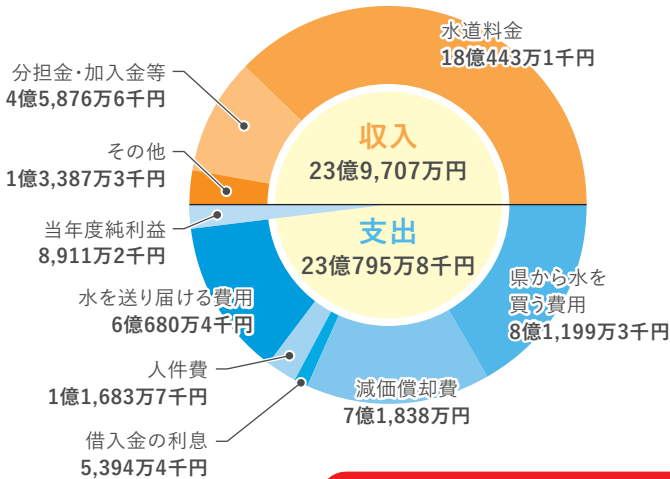 水道料金
18億443万1千円
分担金・加入金等
4億5,876万6千円
その他
1億3,387万3千円
収入
23億9,707万円
当年度純利益
8,911万2千円
支出
23億795万8千円
水を送り届ける費用
6億680万4千円
県から水を
買う費用
8億1,199万3千円
人件費
1億1,683万7千円
減価償却費
7億1,838万円
借入金の利息
5,394万4千円